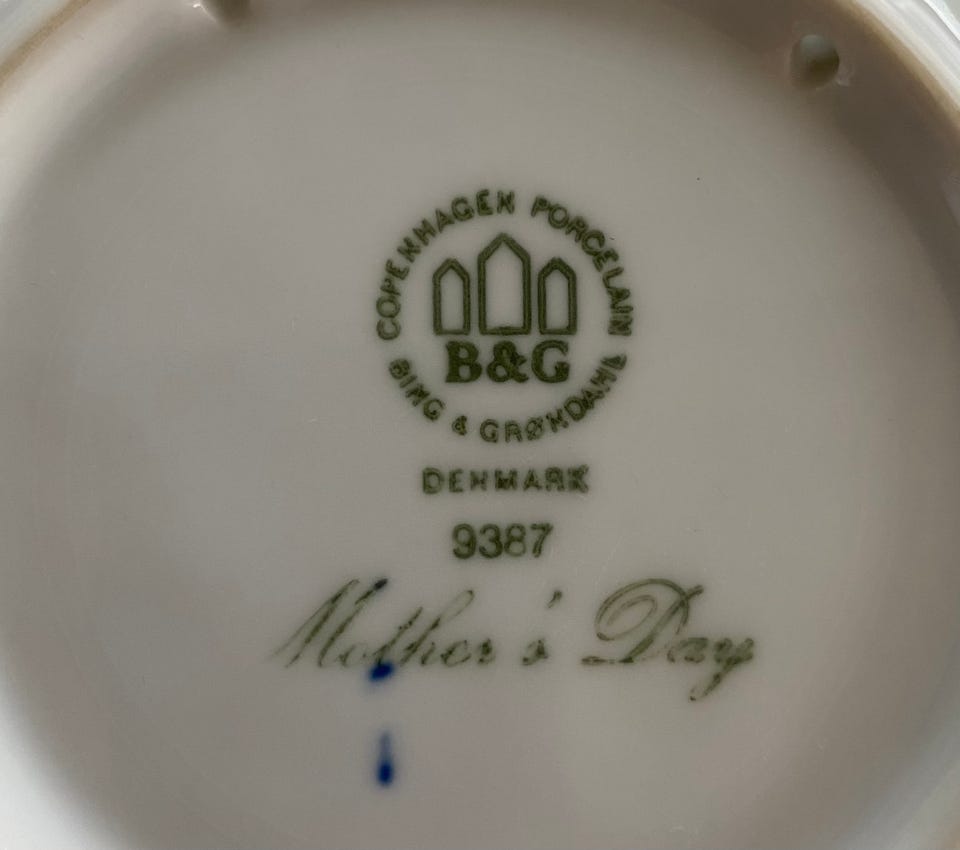 COPENHAGEN PORCELAIN
B&G
BING & GRØNDAHL
DENMARK
9387
Mother's Day